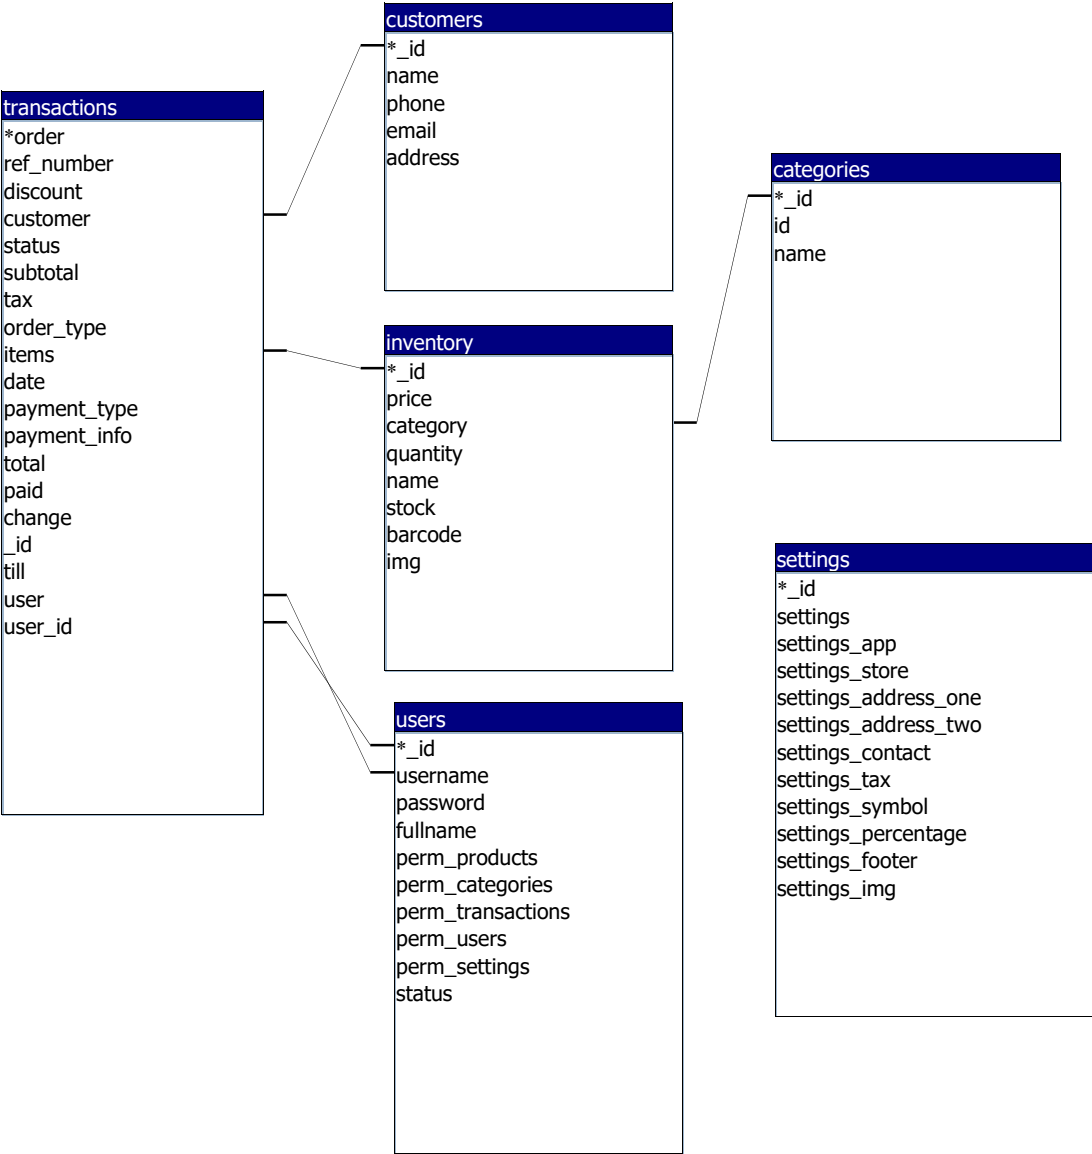 customers
*_id
name
phone
email
address
transactions
*order
ref_number
discount
customer
status
subtotal
tax
order_type
items
date
payment_type
payment_info
total
paid
change
_id
till
user
user_id
categories
*_id
id
name
inventory
*_id
price
category
quantity
name
stock
barcode
img
settings
*_id
settings
settings_app
settings_store
settings_address_one
settings_address_two
settings_contact
settings_tax
settings_symbol
settings_percentage
settings_footer
settings_img
users
*_id
username
password
fullname
perm_products
perm_categories
perm_transactions
perm_users
perm_settings
status